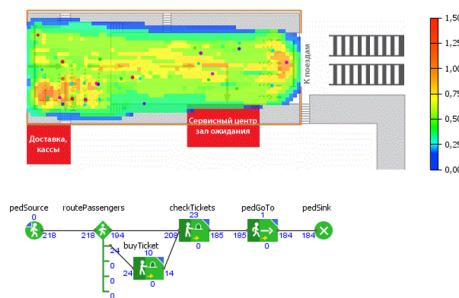 1,50
1,25
1,00
0,75
0,50
0,25
0,00
К поездам
Доставка,
кассы
Сервисный центр
зал ожидания
pedSource
routePassengers
checkTickets
pedGoTo
pedSink
0
23
1
218
218
194
209
185
185
184
184
0
0
buyTicket
24
10
24
14
0
0
0